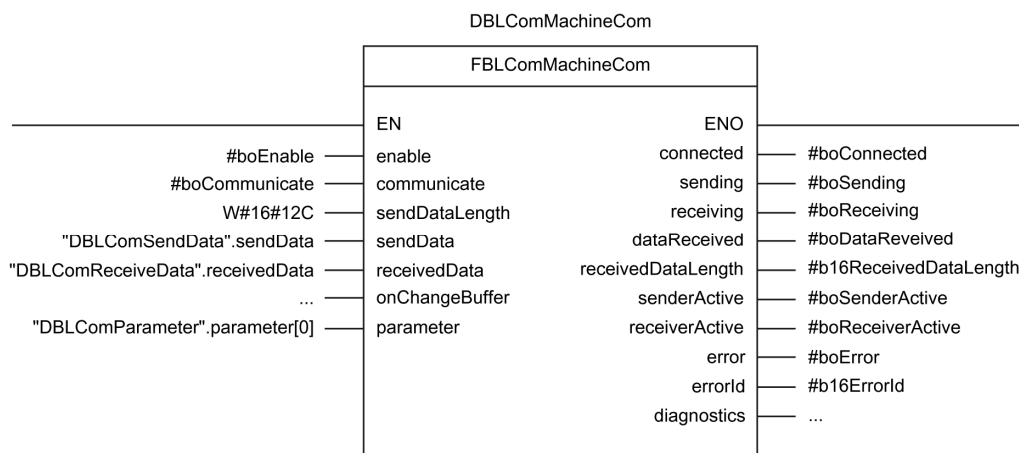 DBLComMachineCom
FBLComMachineCom
EN ENO
#boEnable enable connected #boConnected
#boCommunicate communicate sending #boSending
W#16#12C sendDataLength receiving #boReceiving
"DBLComSendData".sendData sendData dataReceived #boDataReveived
"DBLComReceiveData".receivedData receivedData receivedDataLength #b16ReceivedDataLength
... onChangeBuffer senderActive #boSenderActive
"DBLComParameter".parameter[0] parameter receiverActive #boReceiverActive
error #boError
errorId #b16ErrorId
diagnostics ...